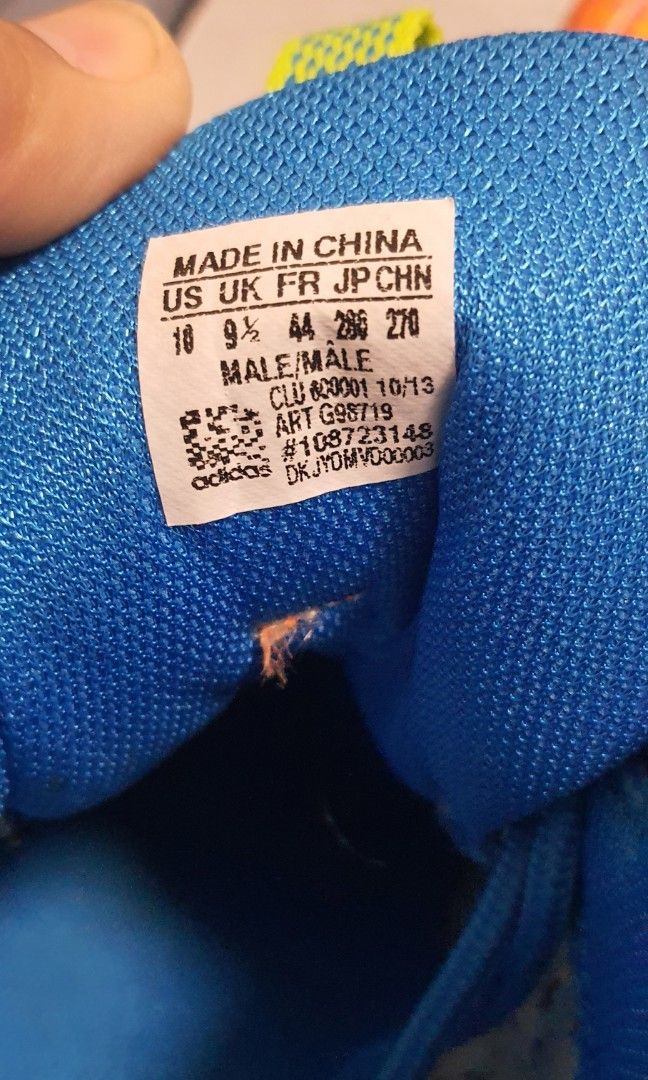 MADE IN CHINA
US UK FR JP CHN
10 9½ 44 286 270
MALE/MÂLE
CLU 600001 10/13
ART G98719
#108723148
adidas
DKJYDMVD00003